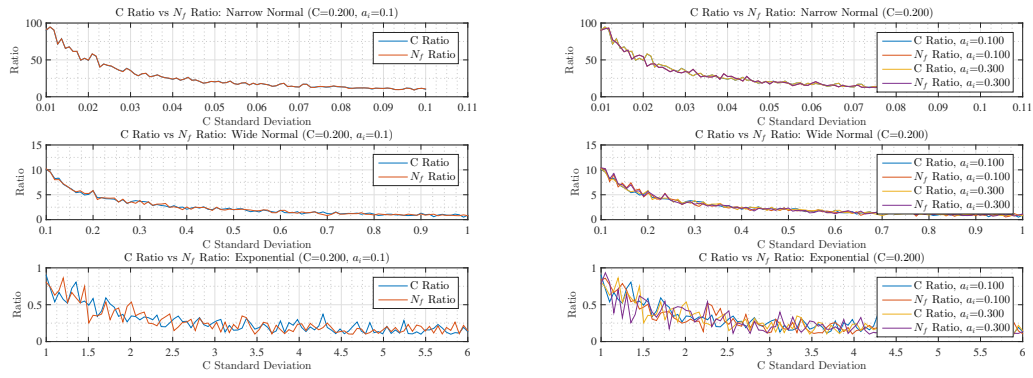 C Ratio vs N_f Ratio: Narrow Normal (C=0.200, a_i=0.1)
Ratio
100
50
0
C Ratio
N_f Ratio
0.01 0.02 0.03 0.04 0.05 0.06 0.07 0.08 0.09 0.1 0.11
C Standard Deviation
C Ratio vs N_f Ratio: Wide Normal (C=0.200, a_i=0.1)
Ratio
15
10
5
0
C Ratio
N_f Ratio
0.1 0.2 0.3 0.4 0.5 0.6 0.7 0.8 0.9 1
C Standard Deviation
C Ratio vs N_f Ratio: Exponential (C=0.200, a_i=0.1)
Ratio
1
0.5
0
C Ratio
N_f Ratio
1 1.5 2 2.5 3 3.5 4 4.5 5 5.5 6
C Standard Deviation
C Ratio vs N_f Ratio: Narrow Normal (C=0.200)
Ratio
100
50
0
C Ratio, a_i=0.100
N_f Ratio, a_i=0.100
C Ratio, a_i=0.300
N_f Ratio, a_i=0.300
0.01 0.02 0.03 0.04 0.05 0.06 0.07 0.08 0.09 0.1 0.11
C Standard Deviation
C Ratio vs N_f Ratio: Wide Normal (C=0.200)
Ratio
15
10
5
0
C Ratio, a_i=0.100
N_f Ratio, a_i=0.100
C Ratio, a_i=0.300
N_f Ratio, a_i=0.300
0.1 0.2 0.3 0.4 0.5 0.6 0.7 0.8 0.9 1
C Standard Deviation
C Ratio vs N_f Ratio: Exponential (C=0.200)
Ratio
1
0.5
0
C Ratio, a_i=0.100
N_f Ratio, a_i=0.100
C Ratio, a_i=0.300
N_f Ratio, a_i=0.300
1 1.5 2 2.5 3 3.5 4 4.5 5 5.5 6
C Standard Deviation